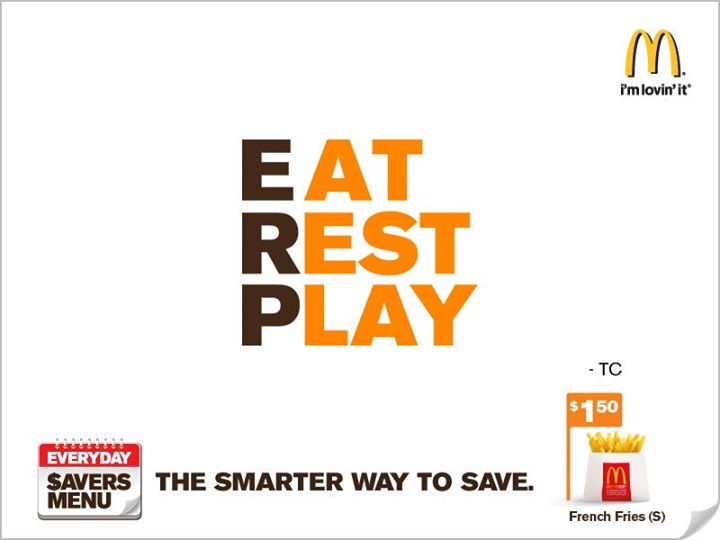 M
i'm lovin' it®
EAT
REST
PLAY
- TC
$1 50
EVERYDAY
$AVERS
MENU
THE SMARTER WAY TO SAVE.
French Fries (S)